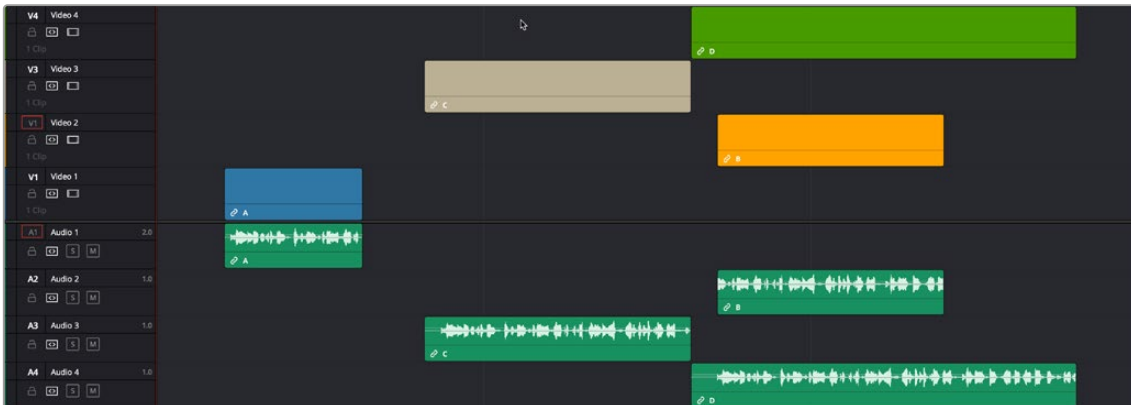 V4 Video 4
1 Clip
D
V3 Video 3
1 Clip
C
V1 Video 2
1 Clip
B
V1 Video 1
1 Clip
A
A1 Audio 1 2.0
S M
A
A2 Audio 2 1.0
S M
B
A3 Audio 3 1.0
S M
C
A4 Audio 4 1.0
S M
D